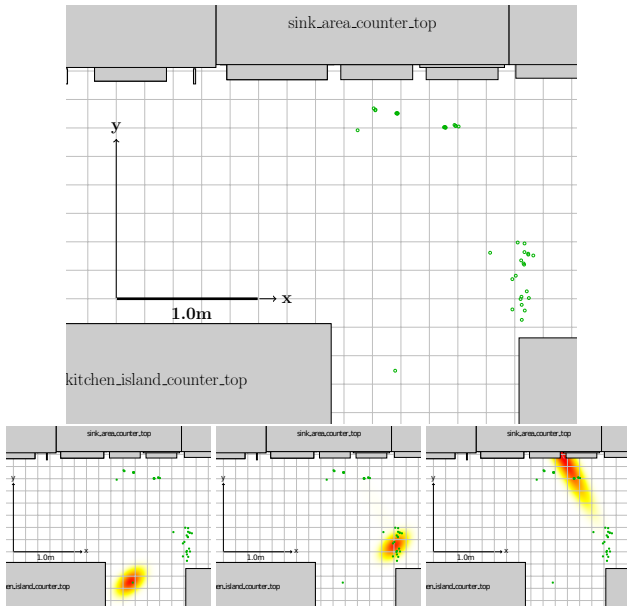 sink_area_counter_top
y
x
1.0m
kitchen_island_counter_top
sink_area_counter_top
y
x
1.0m
en_island_counter_top
sink_area_counter_top
y
x
1.0m
en_island_counter_top
sink_area_counter_top
y
x
1.0m
en_island_counter_top